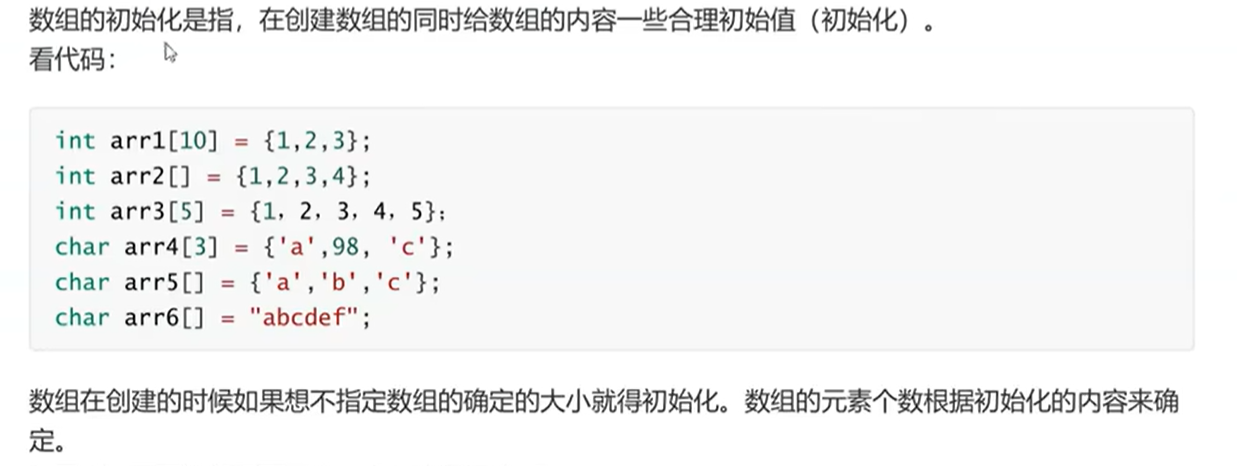 数组的初始化是指，在创建数组的同时给数组的内容一些合理初始值（初始化）。
看代码：
int arr1[10] = {1,2,3};
int arr2[] = {1,2,3,4};
int arr3[5] = {1，2，3，4，5}；
char arr4[3] = {'a',98, 'c'};
char arr5[] = {'a','b','c'};
char arr6[] = "abcdef";
数组在创建的时候如果想不指定数组的确定的大小就得初始化。数组的元素个数根据初始化的内容来确
定。